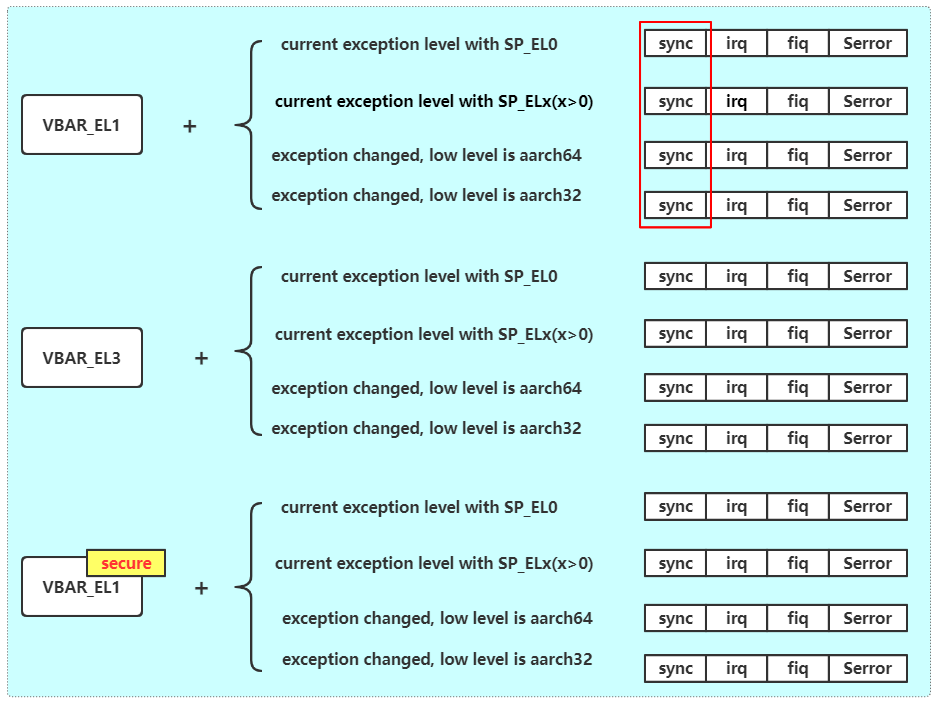 current exception level with SP_EL0 sync irq fiq Serror
current exception level with SP_ELx(x>0) sync irq fiq Serror
VBAR_EL1 +
exception changed, low level is aarch64 sync irq fiq Serror
exception changed, low level is aarch32 sync irq fiq Serror
current exception level with SP_EL0 sync irq fiq Serror
current exception level with SP_ELx(x>0) sync irq fiq Serror
VBAR_EL3 +
exception changed, low level is aarch64 sync irq fiq Serror
exception changed, low level is aarch32 sync irq fiq Serror
current exception level with SP_EL0 sync irq fiq Serror
secure
current exception level with SP_ELx(x>0) sync irq fiq Serror
VBAR_EL1 +
exception changed, low level is aarch64 sync irq fiq Serror
exception changed, low level is aarch32 sync irq fiq Serror